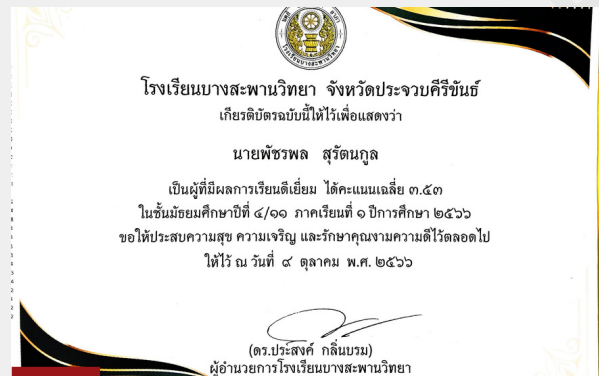 โรงเรียนบางสะพานวิทยา จังหวัดประจวบคีรีขันธ์
เกียรติบัตรฉบับนี้ให้ไว้เพื่อแสดงว่า
นายพัชรพล สุรัตนกูล
เป็นผู้ที่มีผลการเรียนดีเยี่ยม ได้คะแนนเฉลี่ย ๓.๕๓
ในชั้นมัธยมศึกษาปีที่ ๔/๑๑ ภาคเรียนที่ ๑ ปีการศึกษา ๒๕๖๖
ขอให้ประสบความสุข ความเจริญ และรักษาคุณงามความดีไว้ตลอดไป
ให้ไว้ ณ วันที่ ๙ ตุลาคม พ.ศ. ๒๕๖๖
(ดร.ประสงค์ กลิ่นบรม)
ผู้อำนวยการโรงเรียนบางสะพานวิทยา